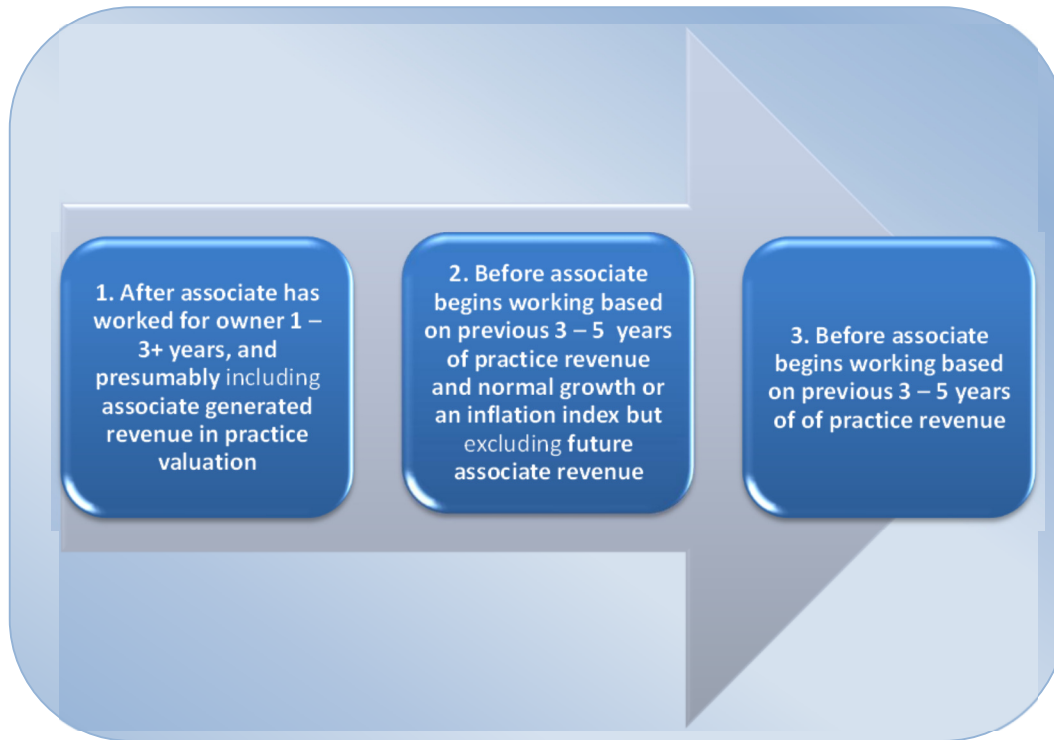 1. After associate has
worked for owner 1 –
3+ years, and
presumably including
associate generated
revenue in practice
valuation
2. Before associate
begins working based
on previous 3 – 5 years
of practice revenue
and normal growth or
an inflation index but
excluding future
associate revenue
3. Before associate
begins working based
on previous 3 – 5 years
of of practice revenue